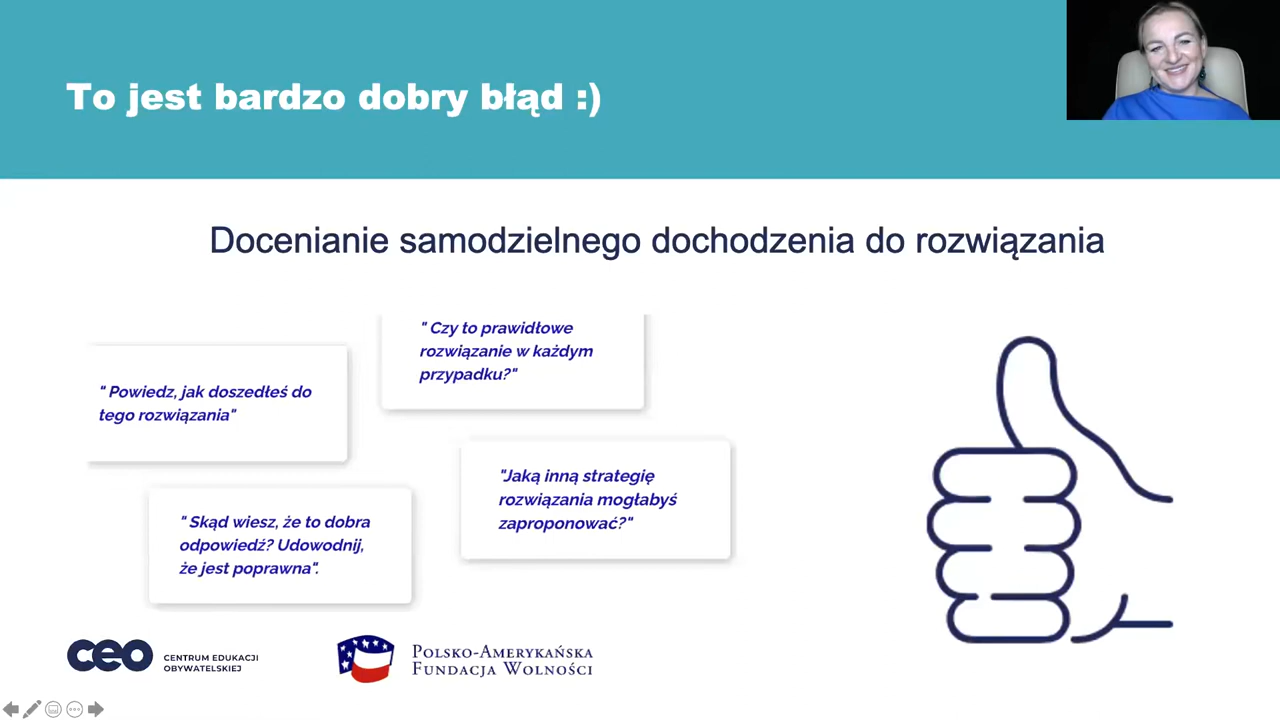 To jest bardzo dobry błąd :)
Docenianie samodzielnego dochodzenia do rozwiązania
" Czy to prawidłowe
rozwiązanie w każdym
przypadku?"
" Powiedz, jak doszedłeś do
tego rozwiązania"
"Jaką inną strategię
rozwiązania mogłabyś
zaproponować?"
" Skąd wiesz, że to dobra
odpowiedź? Udowodnij,
że jest poprawna".
ceo
CENTRUM EDUKACJI
OBYWATELSKIEJ
POLSKO-AMERYKAŃSKA
FUNDACJA WOLNOŚCI